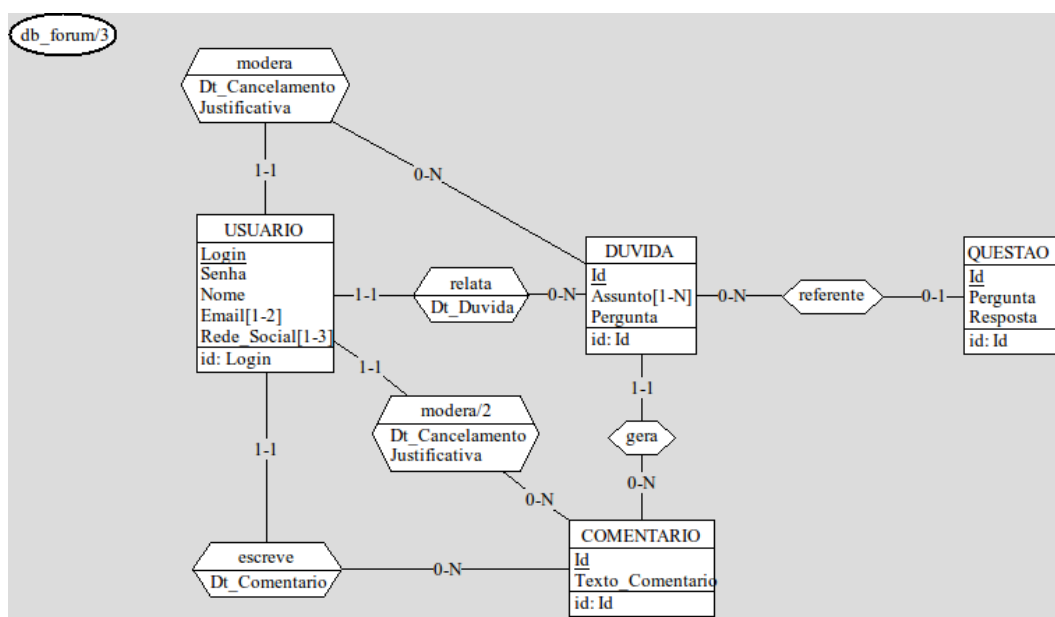 db_forum/3
modera
Dt_Cancelamento
Justificativa
1-1
0-N
USUARIO
Login
Senha
Nome
Email[1-2]
Rede_Social[1-3]
id: Login
1-1
relata
Dt_Duvida
0-N
DUVIDA
Id
Assunto[1-N]
Pergunta
id: Id
0-N
referente
0-1
QUESTAO
Id
Pergunta
Resposta
id: Id
1-1
modera/2
Dt_Cancelamento
Justificativa
0-N
1-1
gera
0-N
1-1
escreve
Dt_Comentario
0-N
COMENTARIO
Id
Texto_Comentario
id: Id